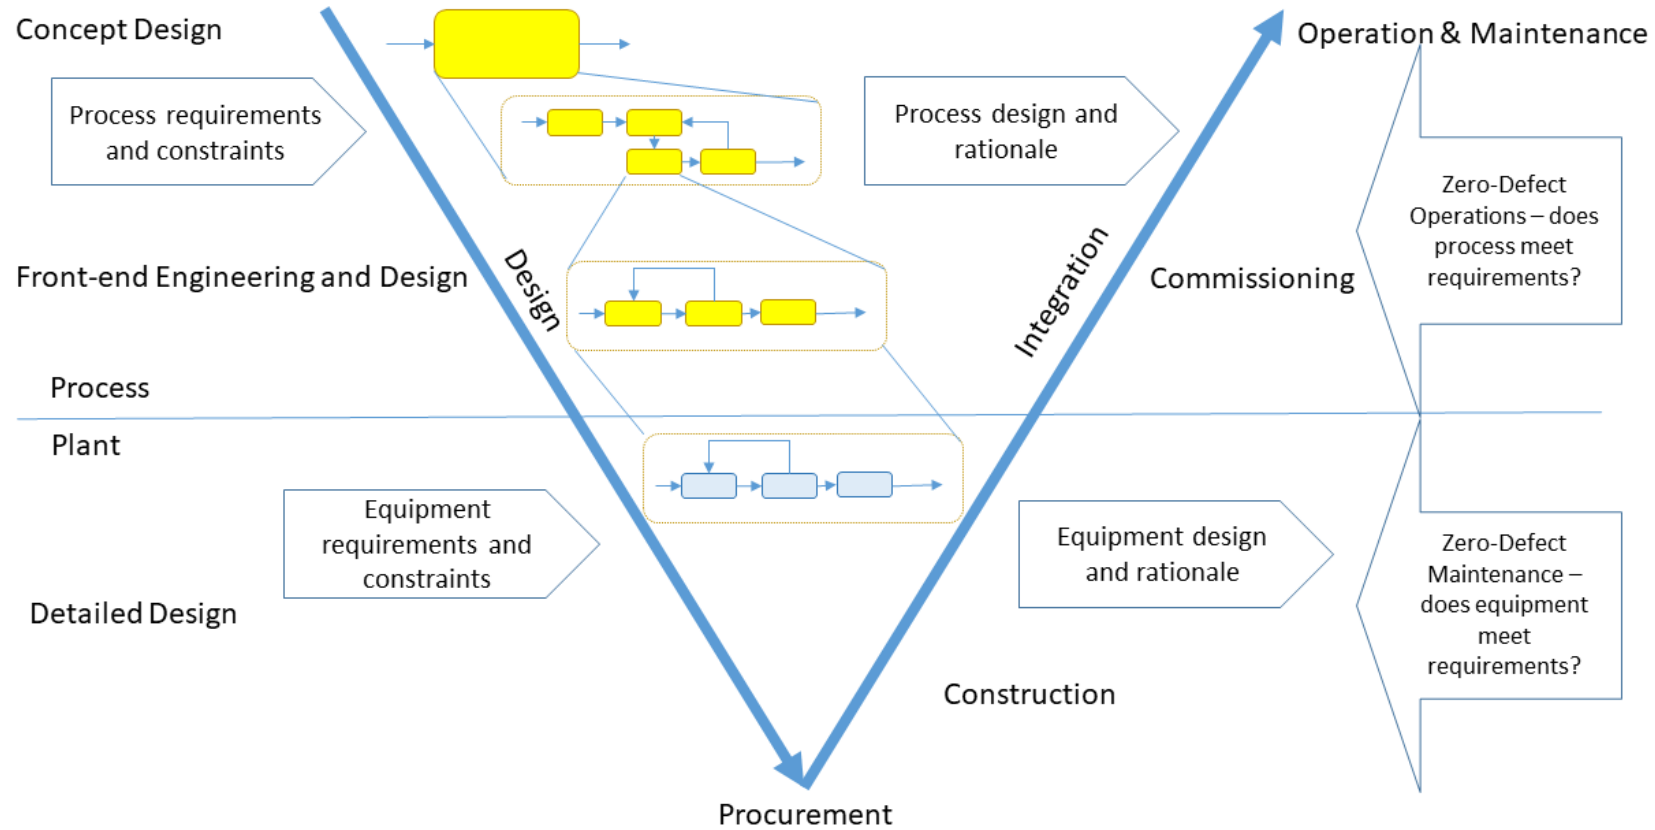 Concept Design
Operation & Maintenance
Process requirements
and constraints
Process design and
rationale
Zero-Defect
Operations – does
process meet
requirements?
Front-end Engineering and Design
Design
Integration
Commissioning
Process
Plant
Equipment
requirements and
constraints
Equipment design
and rationale
Zero-Defect
Maintenance –
does equipment
meet
requirements?
Detailed Design
Construction
Procurement